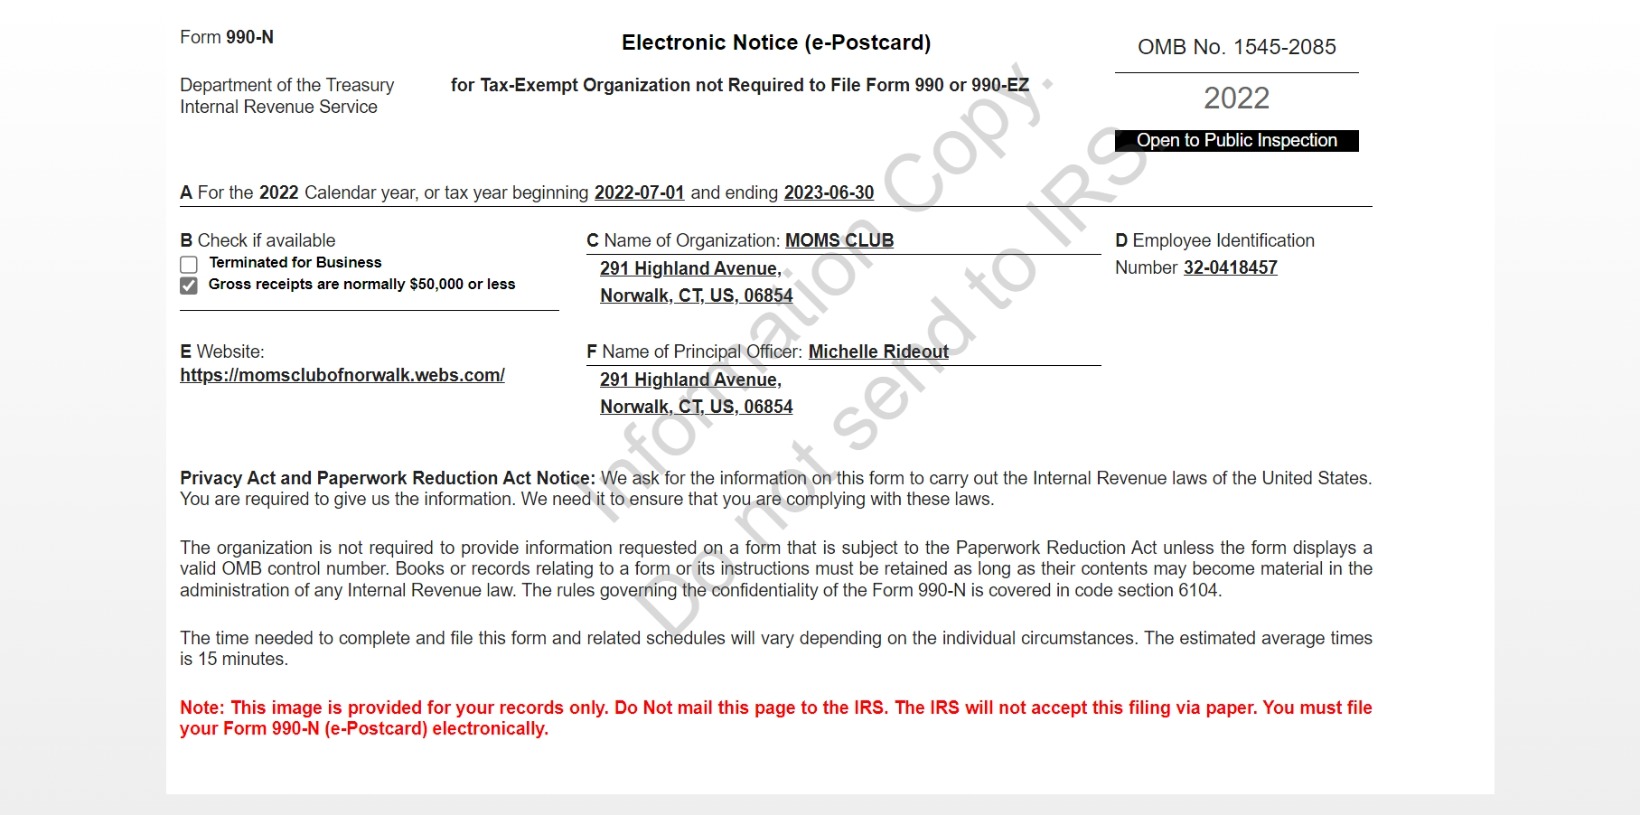 Form 990-N
Electronic Notice (e-Postcard)
OMB No. 1545-2085
Department of the Treasury
Internal Revenue Service
for Tax-Exempt Organization not Required to File Form 990 or 990-EZ
2022
Open to Public Inspection
A For the 2022 Calendar year, or tax year beginning 2022-07-01 and ending 2023-06-30
B Check if available
Terminated for Business
Gross receipts are normally $50,000 or less
C Name of Organization: MOMS CLUB
291 Highland Avenue,
Norwalk, CT, US, 06854
D Employee Identification
Number 32-0418457
E Website:
https://momsclubofnorwalk.webs.com/
F Name of Principal Officer: Michelle Rideout
291 Highland Avenue,
Norwalk, CT, US, 06854
Privacy Act and Paperwork Reduction Act Notice: We ask for the information on this form to carry out the Internal Revenue laws of the United States.
You are required to give us the information. We need it to ensure that you are complying with these laws.
The organization is not required to provide information requested on a form that is subject to the Paperwork Reduction Act unless the form displays a
valid OMB control number. Books or records relating to a form or its instructions must be retained as long as their contents may become material in the
administration of any Internal Revenue law. The rules governing the confidentiality of the Form 990-N is covered in code section 6104.
The time needed to complete and file this form and related schedules will vary depending on the individual circumstances. The estimated average times
is 15 minutes.
Note: This image is provided for your records only. Do Not mail this page to the IRS. The IRS will not accept this filing via paper. You must file
your Form 990-N (e-Postcard) electronically.
Information Copy.
Do not send to IRS